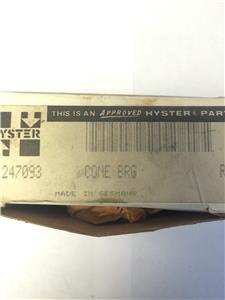 THIS IS AN APPROVED HYSTER® PART
HYSTER
247093 CONE BRG R
MADE IN GERMANY